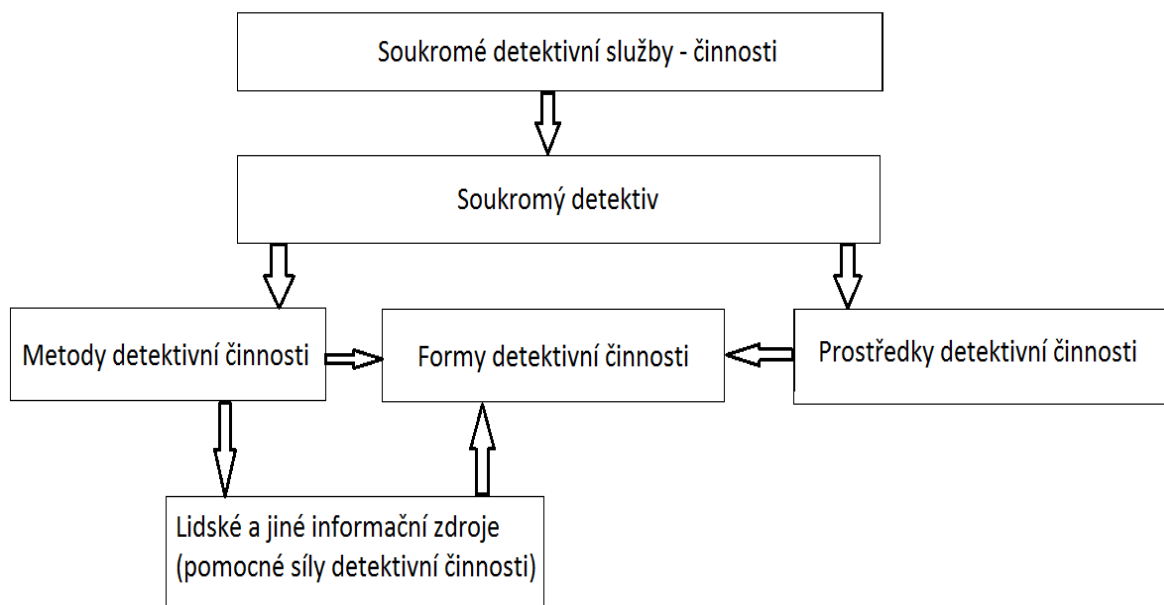 Soukromé detektivní služby - činnosti
Soukromý detektiv
Metody detektivní činnosti
Formy detektivní činnosti
Prostředky detektivní činnosti
Lidské a jiné informační zdroje
(pomocné síly detektivní činnosti)